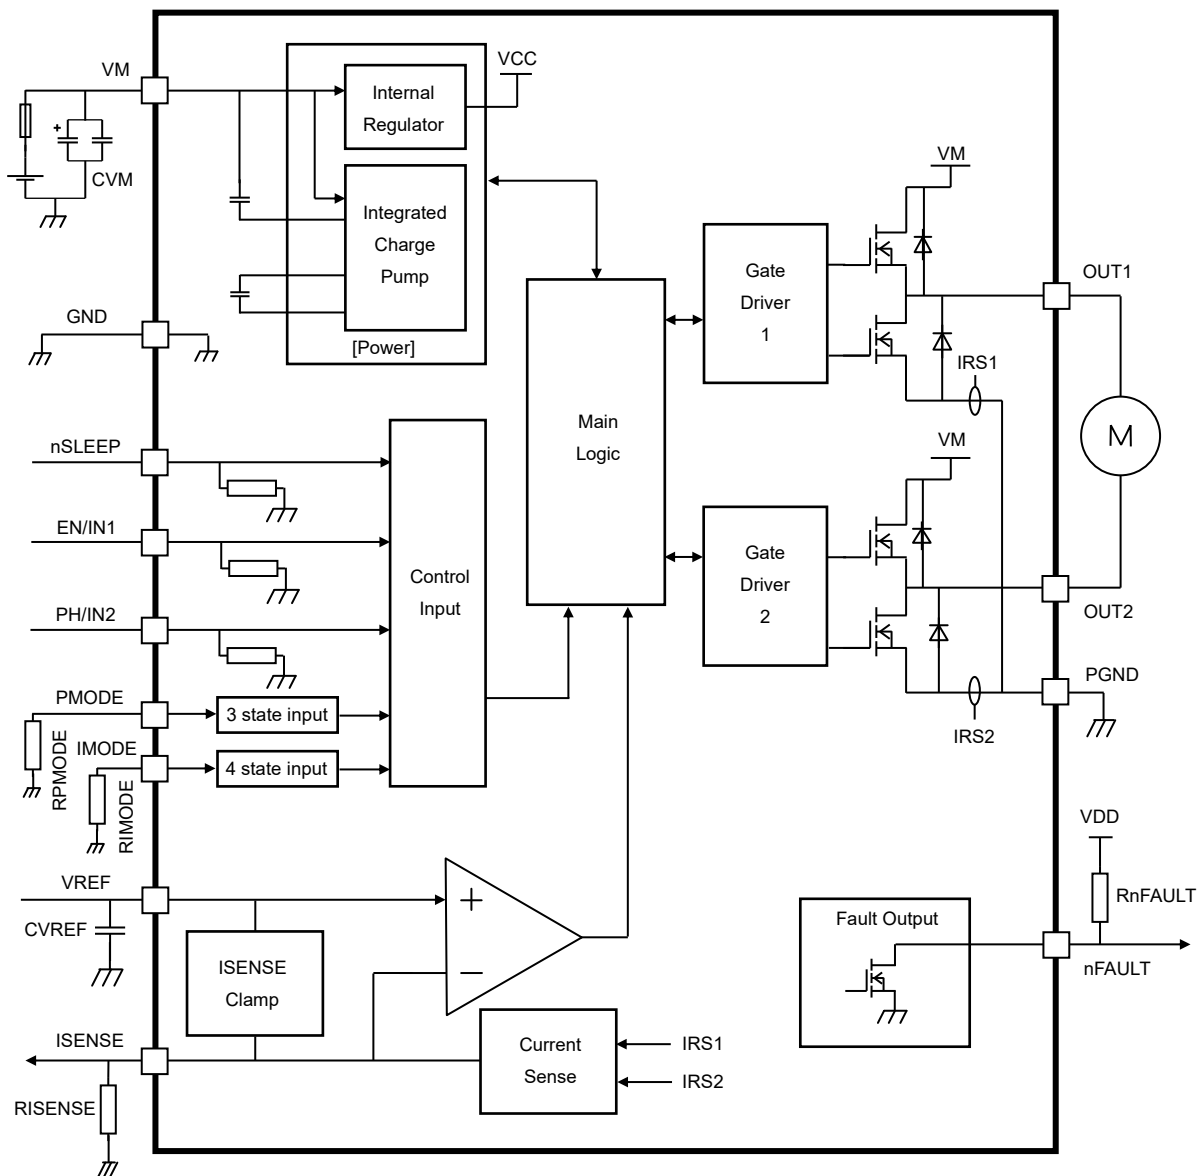 VM
+
CVM
GND
Internal
Regulator
VCC
Integrated
Charge
Pump
[Power]
nSLEEP
EN/IN1
PH/IN2
PMODE
3 state input
IMODE
4 state input
RPMODE
RIMODE
Control
Input
Main
Logic
Gate
Driver
1
VM
IRS1
OUT1
M
Gate
Driver
2
VM
IRS2
OUT2
PGND
VREF
CVREF
ISENSE
Clamp
+
−
ISENSE
RISENSE
Current
Sense
IRS1
IRS2
Fault Output
VDD
RnFAULT
nFAULT